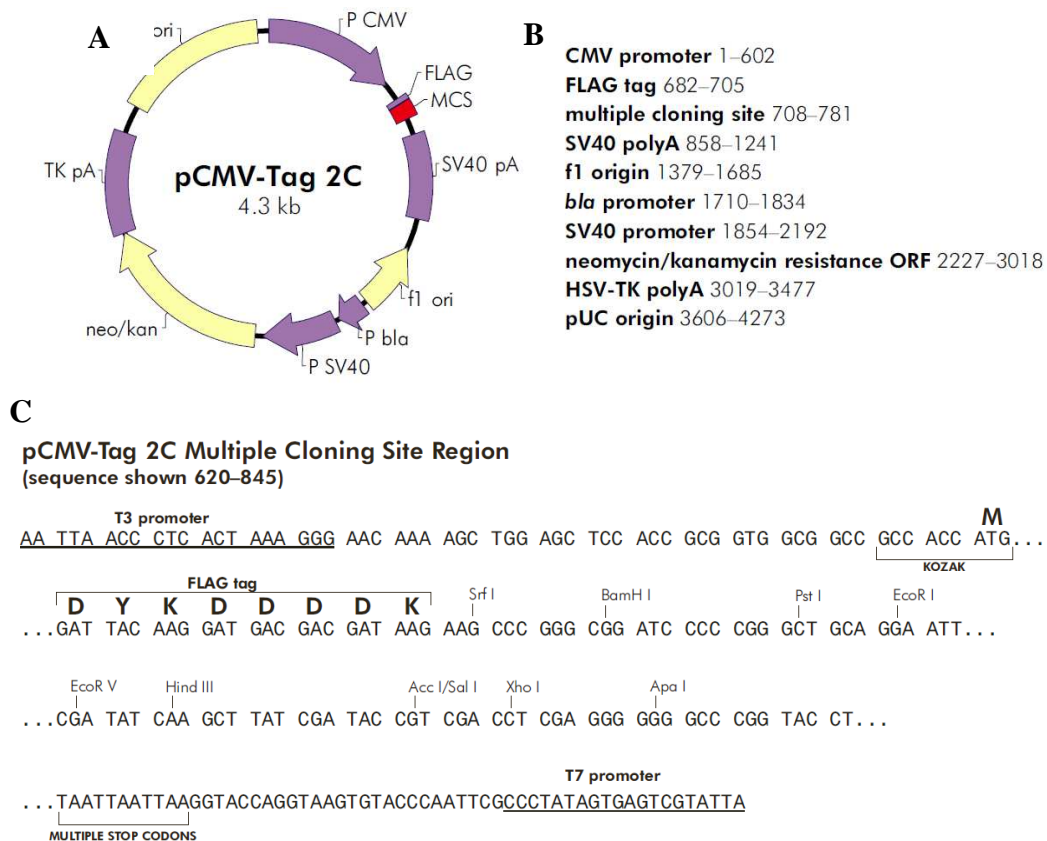 A
ori
P CMV
FLAG
MCS
TK pA
pCMV-Tag 2C
4.3 kb
SV40 pA
f1 ori
neo/kan
P bla
P SV40
B
CMV promoter 1–602
FLAG tag 682–705
multiple cloning site 708–781
SV40 polyA 858–1241
f1 origin 1379–1685
bla promoter 1710–1834
SV40 promoter 1854–2192
neomycin/kanamycin resistance ORF 2227–3018
HSV-TK polyA 3019–3477
pUC origin 3606–4273
C
pCMV-Tag 2C Multiple Cloning Site Region
(sequence shown 620–845)
T3 promoter
M
AA TTA ACC CTC ACT AAA GGG AAC AAA AGC TGG AGC TCC ACC GCG GTG GCG GCC GCC ACC ATG...
KOZAK
FLAG tag
D Y K D D D D K
Srf I BamH I Pst I EcoR I
...GAT TAC AAG GAT GAC GAC GAT AAG AAG CCC GGG CGG ATC CCC CGG GCT GCA GGA ATT...
EcoR V Hind III Acc I/Sal I Xho I Apa I
...CGA TAT CAA GCT TAT CGA TAC CGT CGA CCT CGA GGG GGG GCC CGG TAC CT...
T7 promoter
...TAATTAATTAAGGTACCAGGTAAGTGTACCCAATTCGCCCTATAGTGAGTCGTATTA
MULTIPLE STOP CODONS